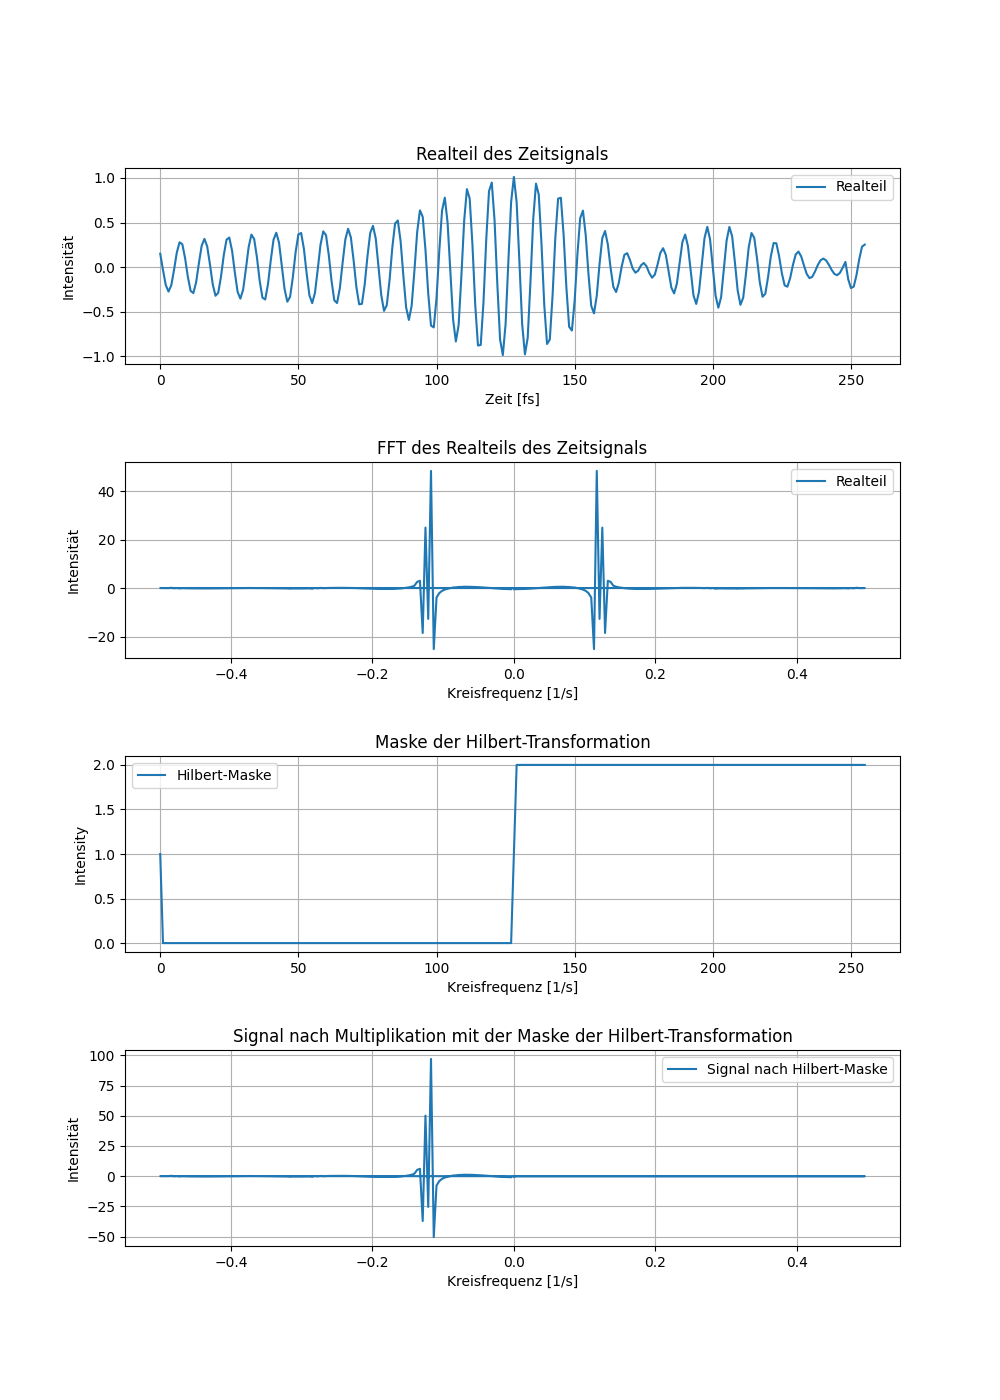 Realteil des Zeitsignals
Intensität
1.0
0.5
0.0
−0.5
−1.0
Realteil
0 50 100 150 200 250
Zeit [fs]
FFT des Realteils des Zeitsignals
Intensität
40
20
0
−20
Realteil
−0.4 −0.2 0.0 0.2 0.4
Kreisfrequenz [1/s]
Maske der Hilbert-Transformation
Intensity
2.0
1.5
1.0
0.5
0.0
Hilbert-Maske
0 50 100 150 200 250
Kreisfrequenz [1/s]
Signal nach Multiplikation mit der Maske der Hilbert-Transformation
Intensität
100
75
50
25
0
−25
−50
Signal nach Hilbert-Maske
−0.4 −0.2 0.0 0.2 0.4
Kreisfrequenz [1/s]